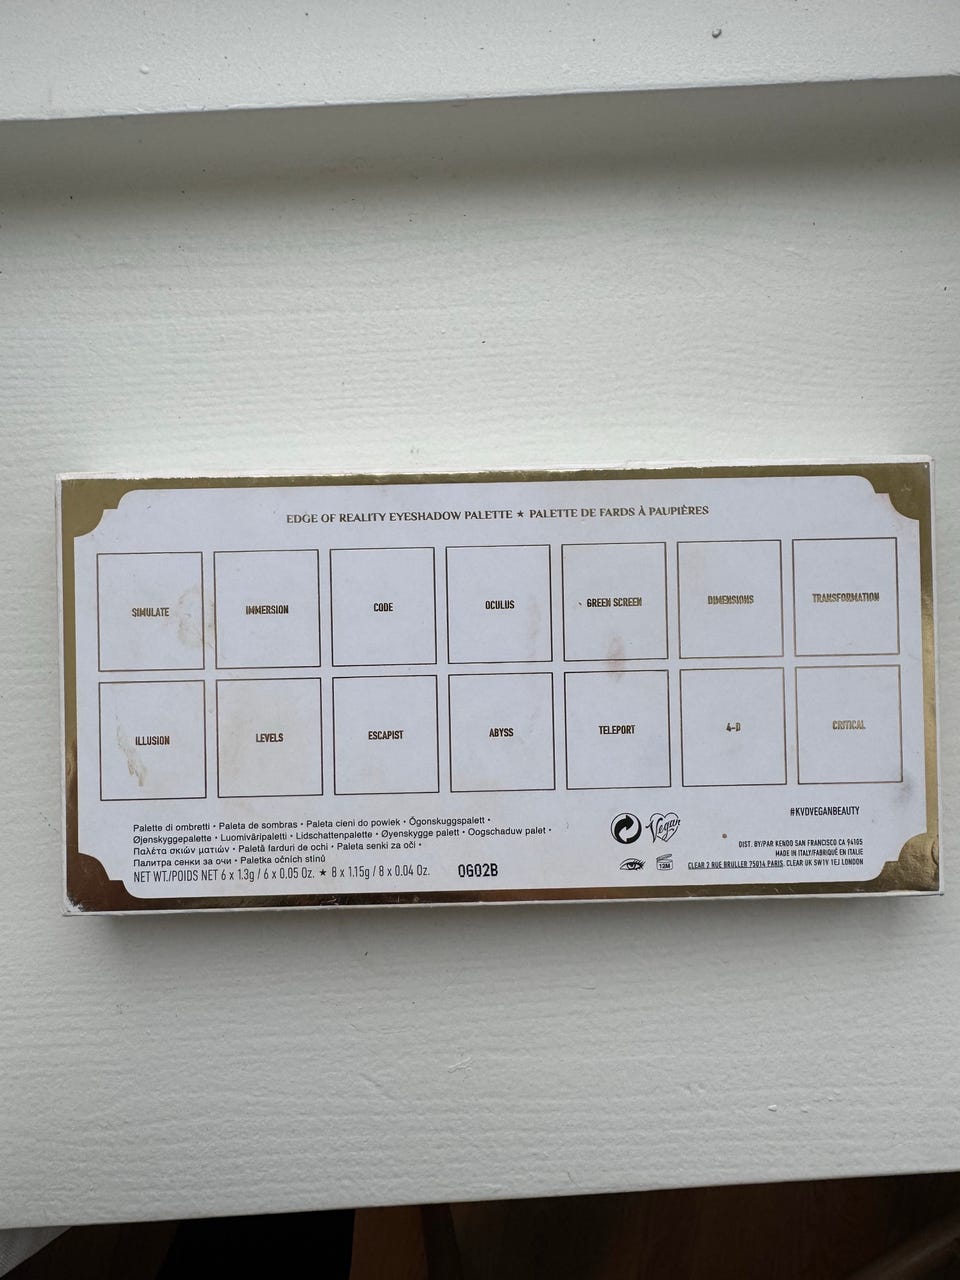 EDGE OF REALITY EYESHADOW PALETTE ★ PALETTE DE FARDS À PAUPIÈRES
SIMULATE
IMMERSION
CODE
OCULUS
GREEN SCREEN
DIMENSIONS
TRANSFORMATION
ILLUSION
LEVELS
ESCAPIST
ABYSS
TELEPORT
4-D
CRITICAL
Palette di ombretti • Paleta de sombras • Paleta cieni do powiek • Ögonskuggspalett •
Øjenskyggepalette • Luomiväripaletti • Lidschattenpalette • Øyenskygge palett • Oogschaduw palet •
Παλέτα σκιών ματιών • Paletă farduri de ochi • Paleta senki za oči •
Палитра сенки за очи • Paletka očních stínů
NET WT./POIDS NET 6 x 1.3g / 6 x 0.05 Oz. ★ 8 x 1.15g / 8 x 0.04 Oz.
0G02B
Vegan
12M
#KVDVEGANBEAUTY
DIST. BY/PAR KENDO SAN FRANCISCO CA 94105
MADE IN ITALY/FABRIQUÉ EN ITALIE
CLEAR 2 RUE BRULLER 75014 PARIS, CLEAR UK SW1V 1EJ LONDON